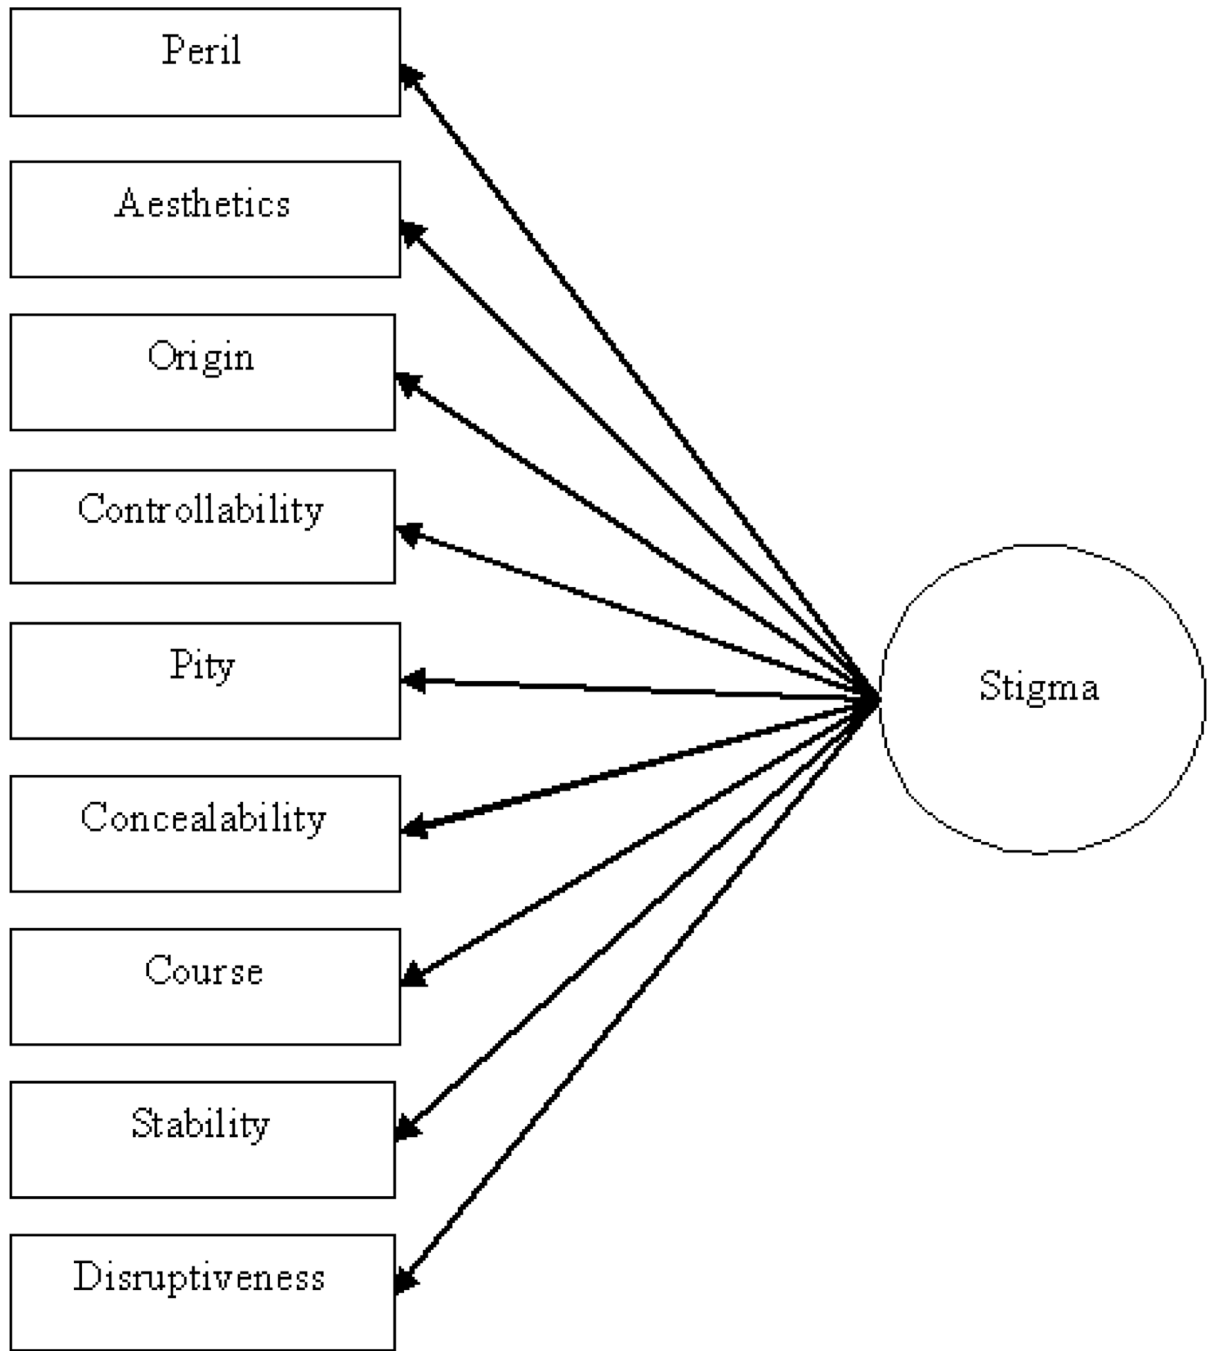 Peril
Aesthetics
Origin
Controllability
Pity
Concealability
Course
Stability
Disruptiveness
Stigma